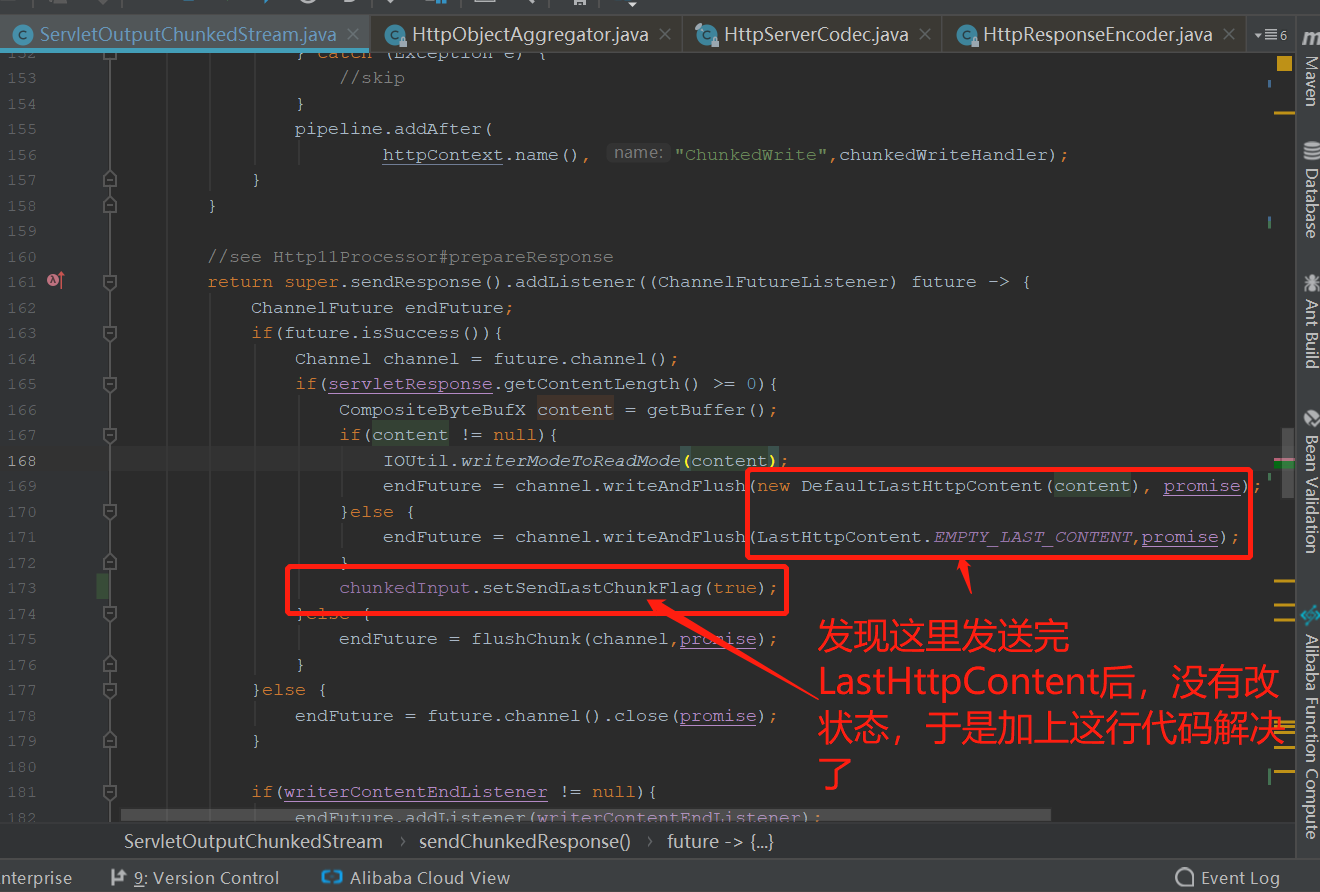 ServletOutputChunkedStream.java
HttpObjectAggregator.java
HttpServerCodec.java
HttpResponseEncoder.java
6
152 } catch (Exception e) {
153 //skip
154 }
155 pipeline.addAfter(
156 httpContext.name(), name: "ChunkedWrite",chunkedWriteHandler);
157 }
158 }
159
160 //see Http11Processor#prepareResponse
161 return super.sendResponse().addListener((ChannelFutureListener) future -> {
162 ChannelFuture endFuture;
163 if(future.isSuccess()){
164 Channel channel = future.channel();
165 if(servletResponse.getContentLength() >= 0){
166 CompositeByteBufX content = getBuffer();
167 if(content != null){
168 IOUtil.writerModeToReadMode(content);
169 endFuture = channel.writeAndFlush(new DefaultLastHttpContent(content), promise);
170 }else {
171 endFuture = channel.writeAndFlush(LastHttpContent.EMPTY_LAST_CONTENT,promise);
172 }
173 chunkedInput.setSendLastChunkFlag(true);
174 }else {
175 endFuture = flushChunk(channel,promise);
176 }
177 }else {
178 endFuture = future.channel().close(promise);
179 }
180
181 if(writerContentEndListener != null){
182 endFuture.addListener(writerContentEndListener);
发现这里发送完
LastHttpContent后，没有改
状态，于是加上这行代码解决
了
m
Maven
Database
Ant Build
Bean Validation
Alibaba Function Compute
ServletOutputChunkedStream › sendChunkedResponse() › future -> {...}
nterprise
9: Version Control
Alibaba Cloud View
Event Log